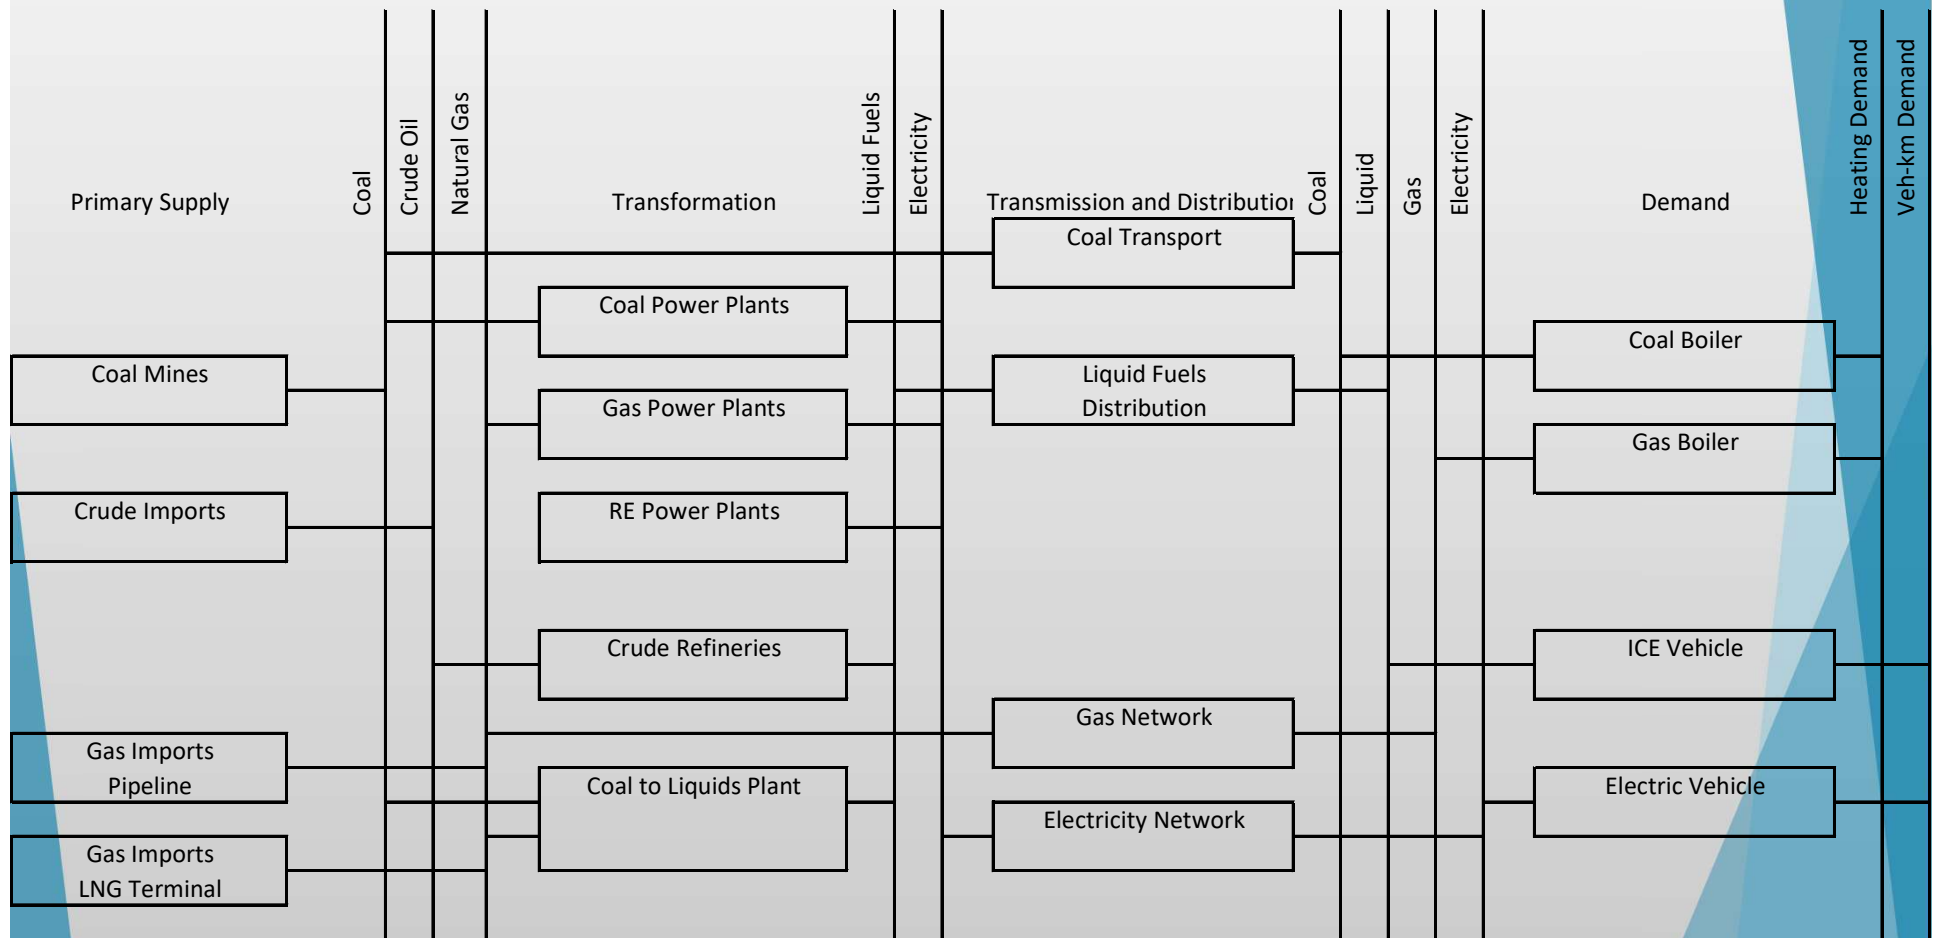 Primary Supply
Coal
Crude Oil
Natural Gas
Transformation
Liquid Fuels
Electricity
Transmission and Distribution
Coal
Liquid
Gas
Electricity
Demand
Heating Demand
Veh-km Demand
Coal Transport
Coal Power Plants
Coal Boiler
Coal Mines
Liquid Fuels
Distribution
Gas Power Plants
Gas Boiler
Crude Imports
RE Power Plants
Crude Refineries
ICE Vehicle
Gas Network
Gas Imports
Pipeline
Coal to Liquids Plant
Electric Vehicle
Electricity Network
Gas Imports
LNG Terminal